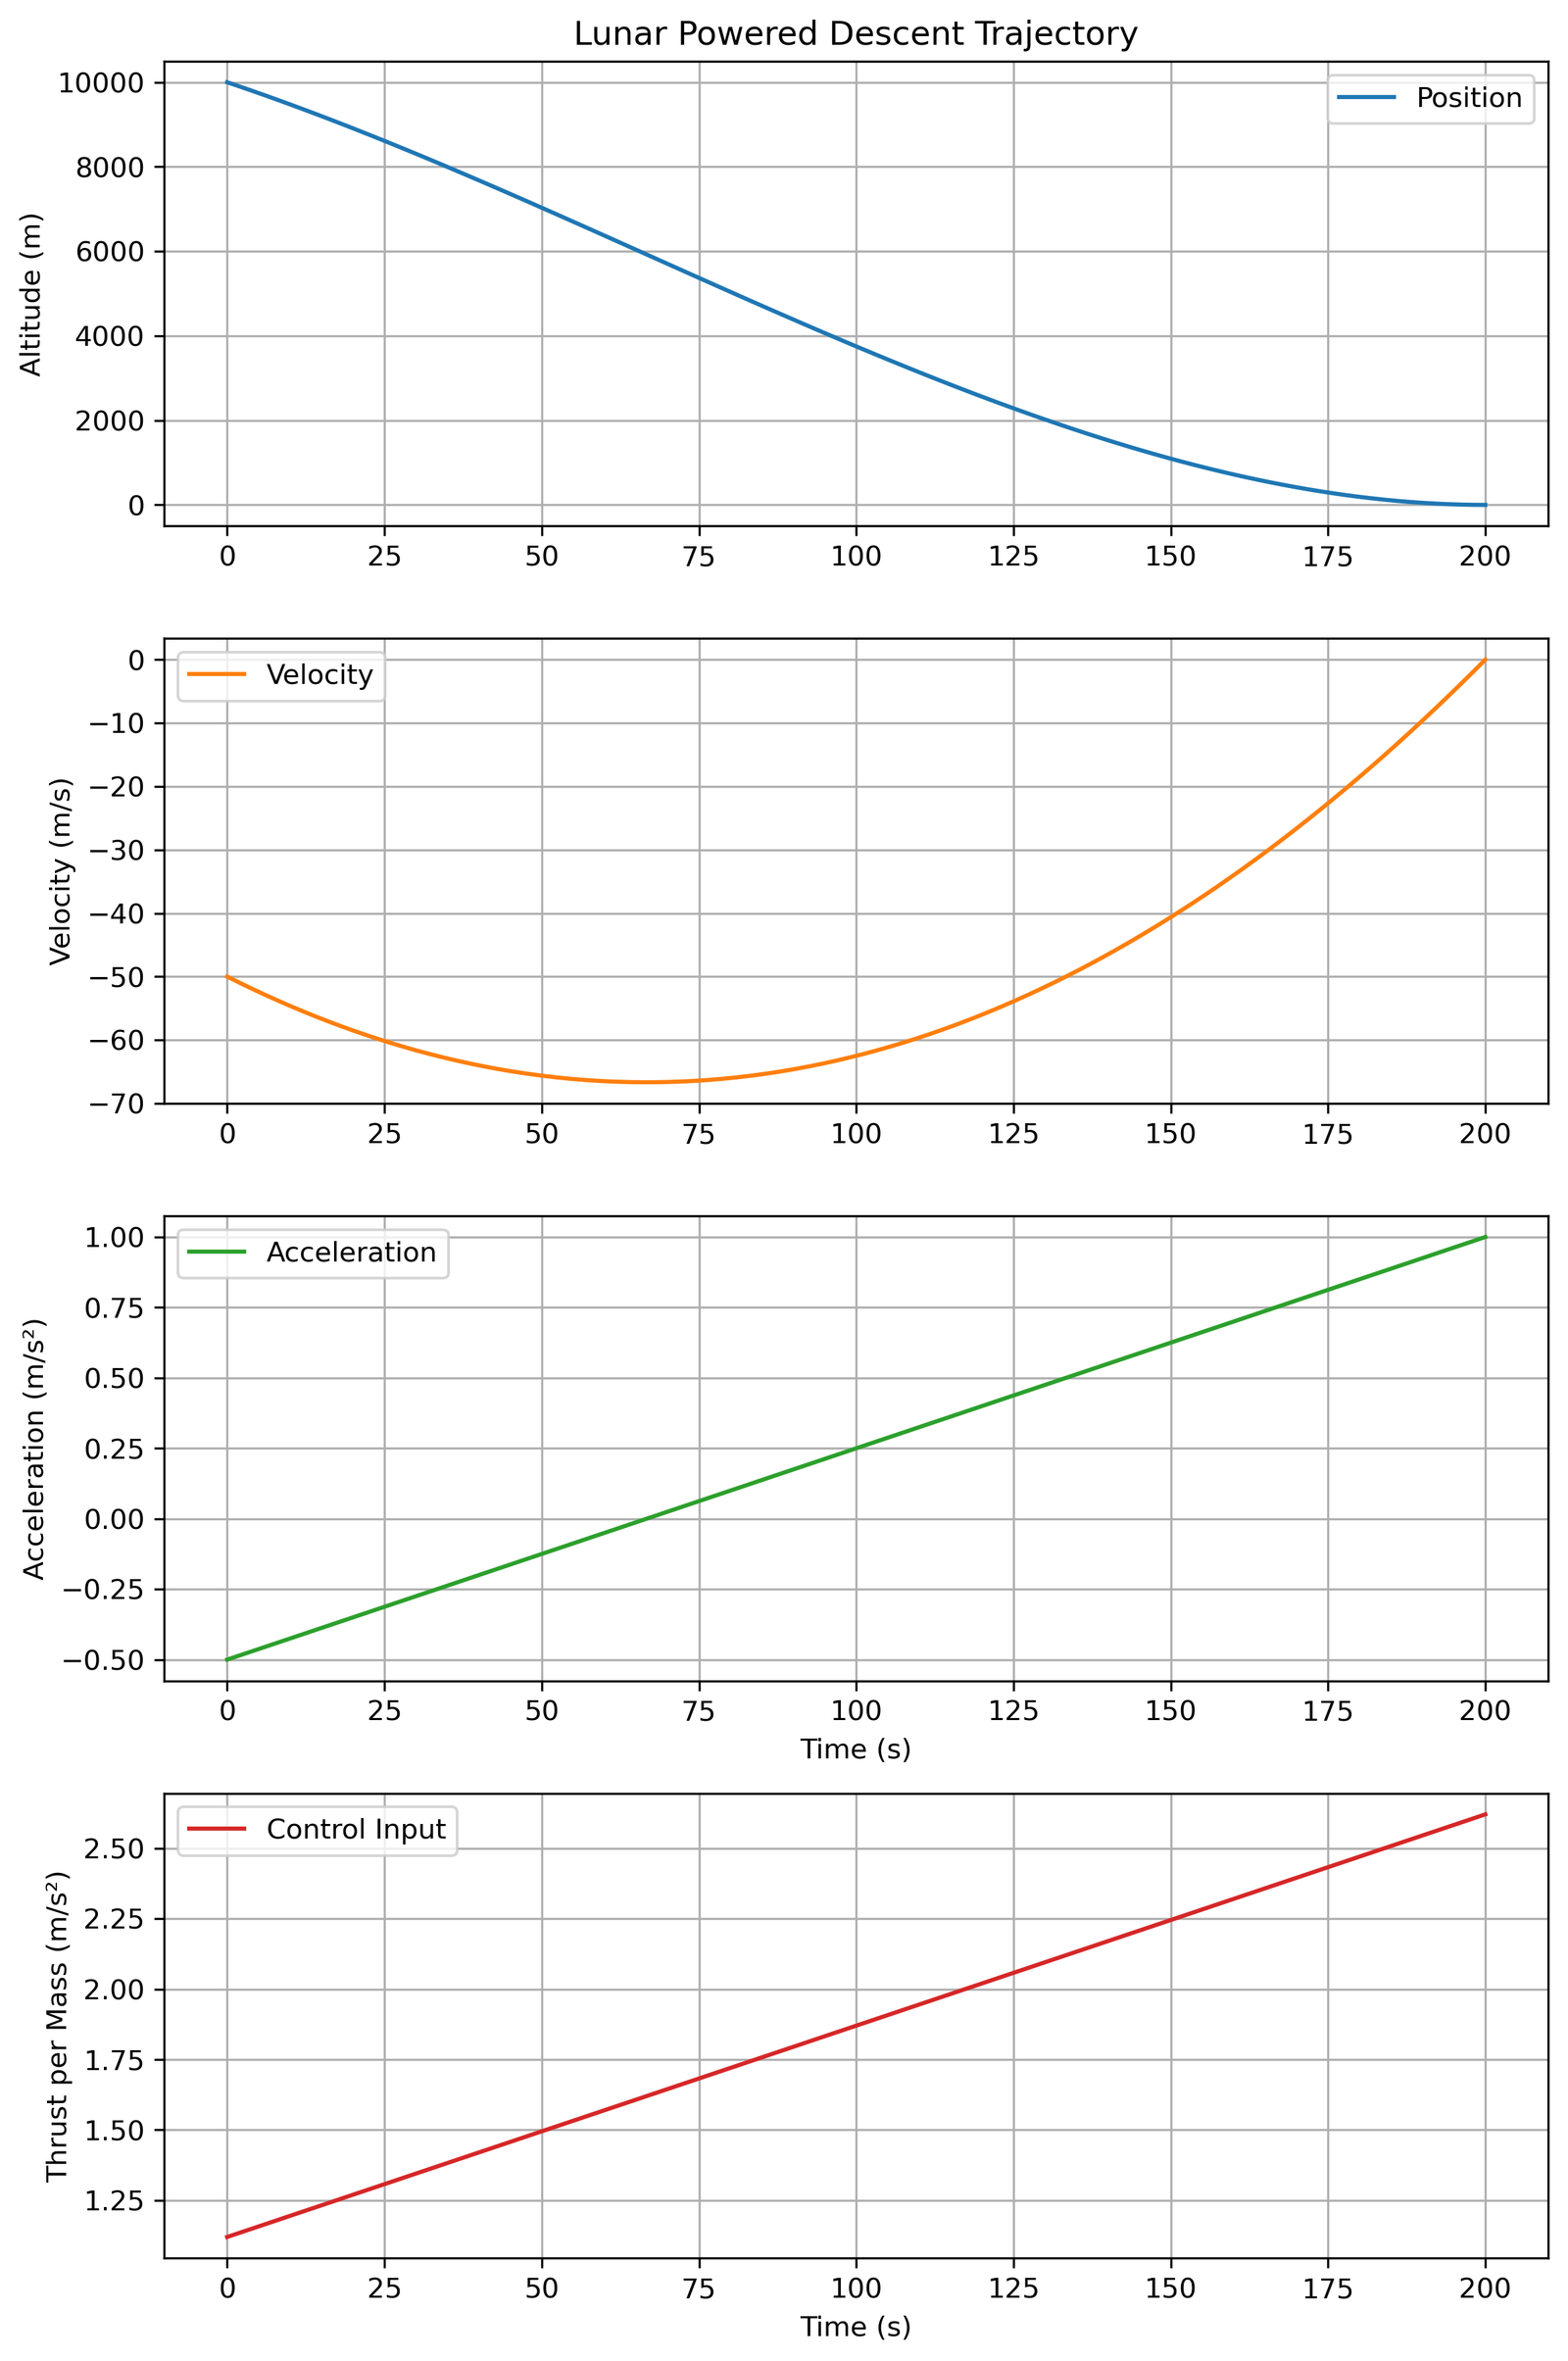 Lunar Powered Descent Trajectory
Altitude (m)
10000
8000
6000
4000
2000
0
Position
0 25 50 75 100 125 150 175 200
Velocity (m/s)
0
−10
−20
−30
−40
−50
−60
−70
Velocity
0 25 50 75 100 125 150 175 200
Acceleration (m/s²)
1.00
0.75
0.50
0.25
0.00
−0.25
−0.50
Acceleration
0 25 50 75 100 125 150 175 200
Time (s)
Thrust per Mass (m/s²)
2.50
2.25
2.00
1.75
1.50
1.25
Control Input
0 25 50 75 100 125 150 175 200
Time (s)